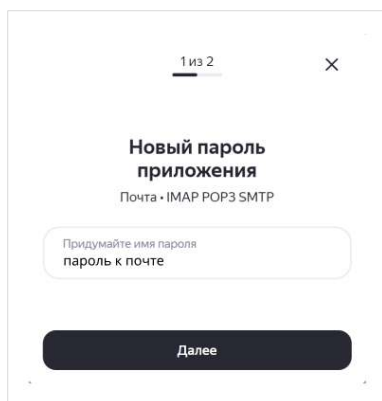 1 из 2
Новый пароль
приложения
Почта • IMAP POP3 SMTP
Придумайте имя пароля
пароль к почте
Далее